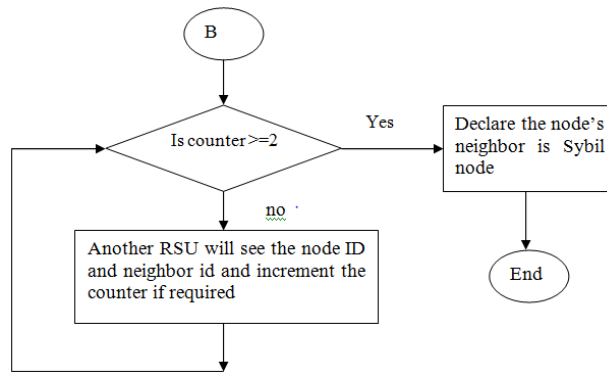 B
Is counter >=2
Yes
Declare the node's
neighbor is Sybil
node
no
Another RSU will see the node ID
and neighbor id and increment the
counter if required
End